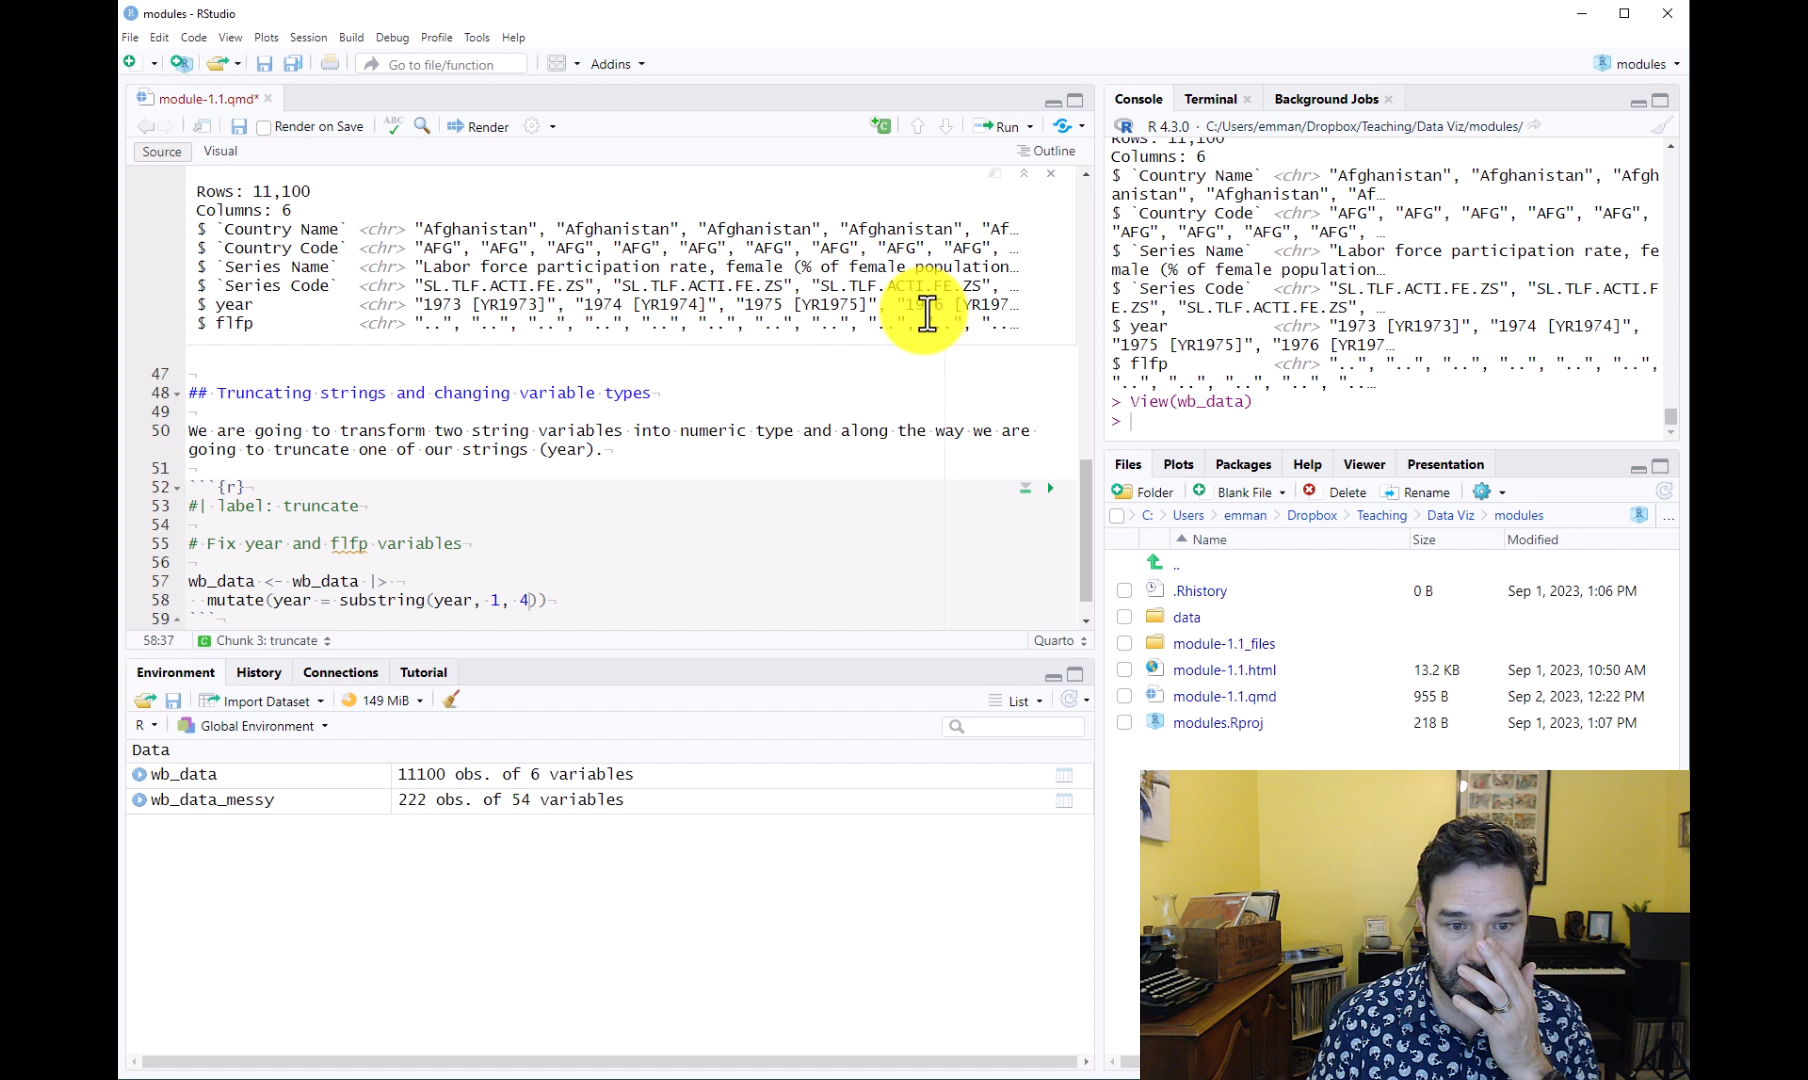 modules - RStudio
File Edit Code View Plots Session Build Debug Profile Tools Help
Go to file/function Addins modules
module-1.1.qmd*
Render on Save ABC Render Run
Source Visual Outline
Rows: 11,100
Columns: 6
$ `Country Name` <chr> "Afghanistan", "Afghanistan", "Afghanistan", "Afghanistan", "Af…
$ `Country Code` <chr> "AFG", "AFG", "AFG", "AFG", "AFG", "AFG", "AFG", "AFG", …
$ `Series Name` <chr> "Labor force participation rate, female (% of female population…
$ `Series Code` <chr> "SL.TLF.ACTI.FE.ZS", "SL.TLF.ACTI.FE.ZS", "SL.TLF.ACTI.FE.ZS", …
$ year <chr> "1973 [YR1973]", "1974 [YR1974]", "1975 [YR1975]", "1976 [YR197…
$ flfp <chr> "..", "..", "..", "..", "..", "..", "..", "..", "..", "..", "..…
47
48 ## Truncating strings and changing variable types
49
50 We are going to transform two string variables into numeric type and along the way we are
going to truncate one of our strings (year).
51
52 ```{r}
53 #| label: truncate
54
55 # Fix year and flfp variables
56
57 wb_data <- wb_data |>
58 mutate(year = substring(year, 1, 4))
59 ```
58:37 Chunk 3: truncate Quarto
Environment History Connections Tutorial
Import Dataset 149 MiB List
R Global Environment
Data
wb_data 11100 obs. of 6 variables
wb_data_messy 222 obs. of 54 variables
Console Terminal Background Jobs
R 4.3.0 · C:/Users/emman/Dropbox/Teaching/Data Viz/modules/
Rows: 11,100
Columns: 6
$ `Country Name` <chr> "Afghanistan", "Afghanistan", "Afgh
anistan", "Afghanistan", "Af…
$ `Country Code` <chr> "AFG", "AFG", "AFG", "AFG",
"AFG", "AFG", "AFG", "AFG", …
$ `Series Name` <chr> "Labor force participation rate, fe
male (% of female population…
$ `Series Code` <chr> "SL.TLF.ACTI.FE.ZS", "SL.TLF.ACTI.F
E.ZS", "SL.TLF.ACTI.FE.ZS", …
$ year <chr> "1973 [YR1973]", "1974 [YR1974]",
"1975 [YR1975]", "1976 [YR197…
$ flfp <chr> "..", "..", "..", "..", "..",
"..", "..", "..", "..", "..…
> View(wb_data)
>
Files Plots Packages Help Viewer Presentation
Folder Blank File Delete Rename
C: Users emman Dropbox Teaching Data Viz modules ...
Name Size Modified
..
.Rhistory 0 B Sep 1, 2023, 1:06 PM
data
module-1.1_files
module-1.1.html 13.2 KB Sep 1, 2023, 10:50 AM
module-1.1.qmd 955 B Sep 2, 2023, 12:22 PM
modules.Rproj 218 B Sep 1, 2023, 1:07 PM